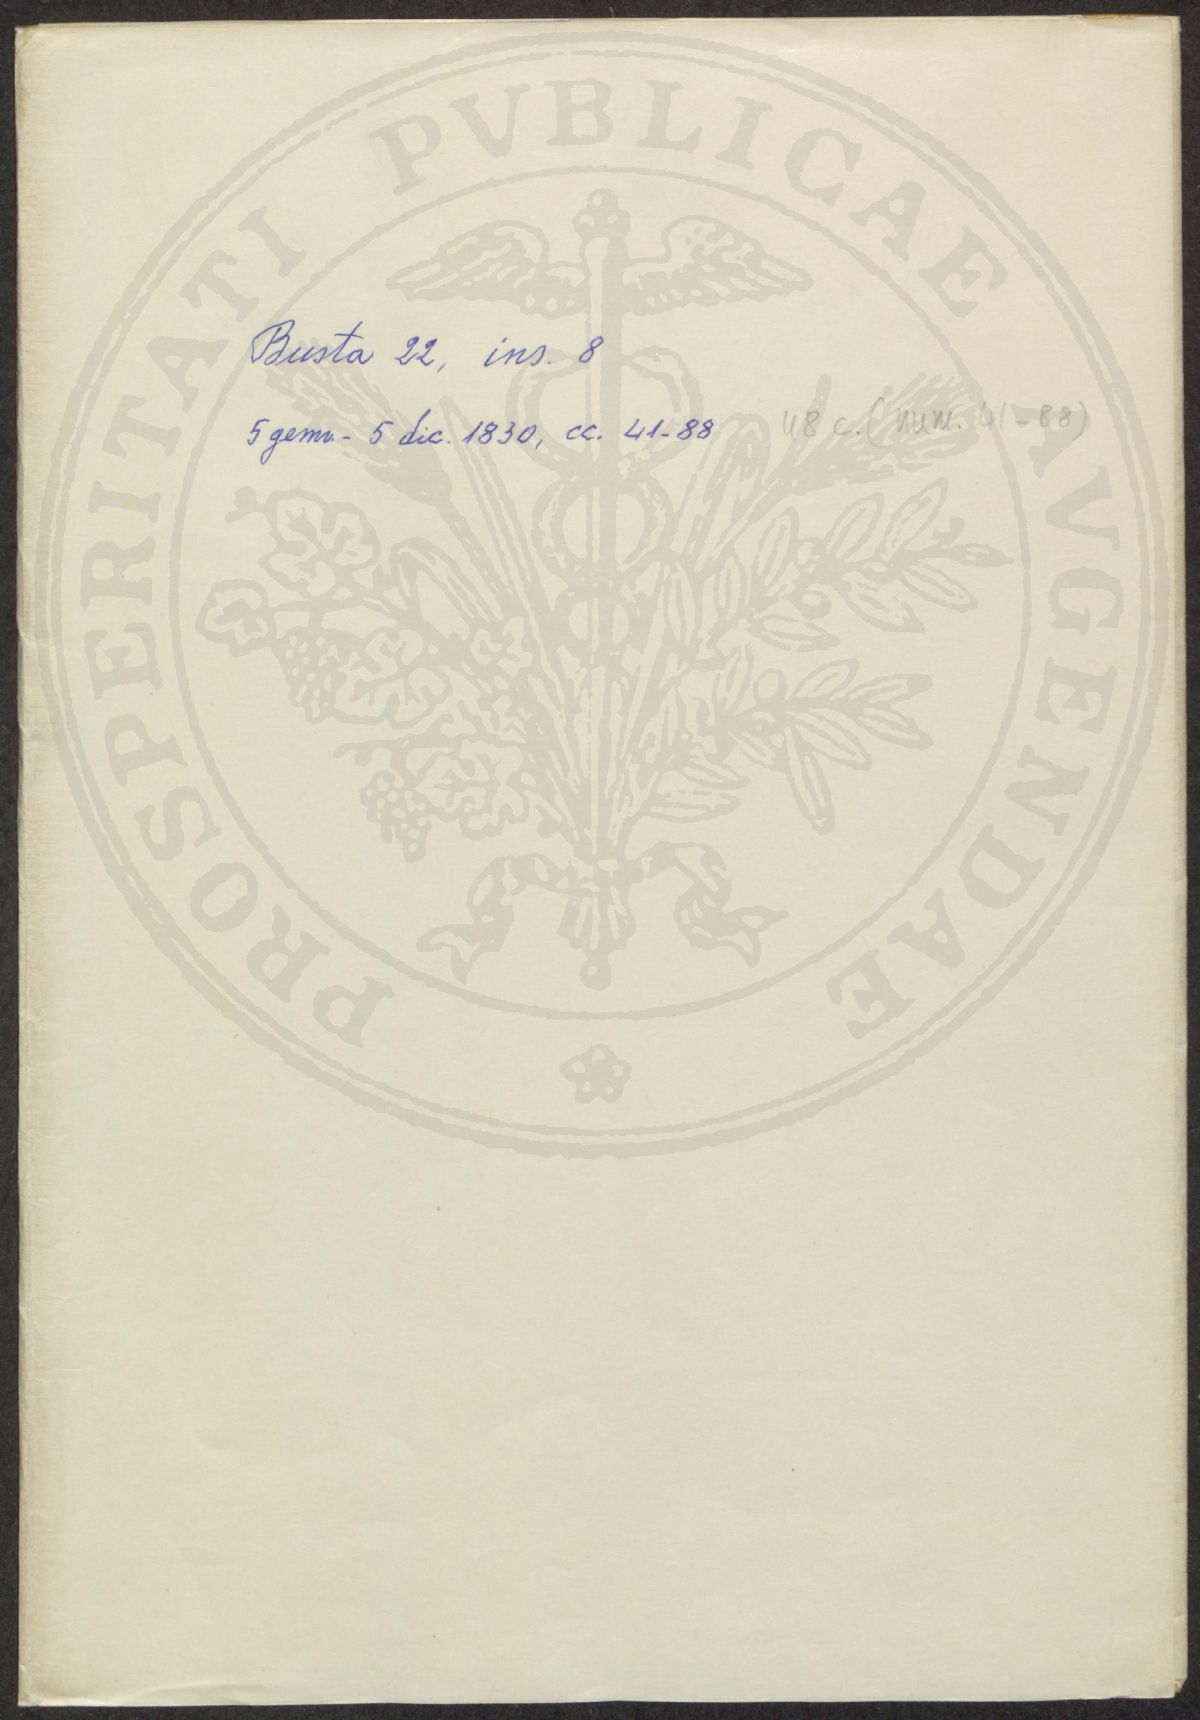 PROSPERITATI PVBLICAE AVGENDAE
Busta 22, ins. 8
5 genn. - 5 dic. 1830, cc. 41-88
48 c. (num. 41-88)